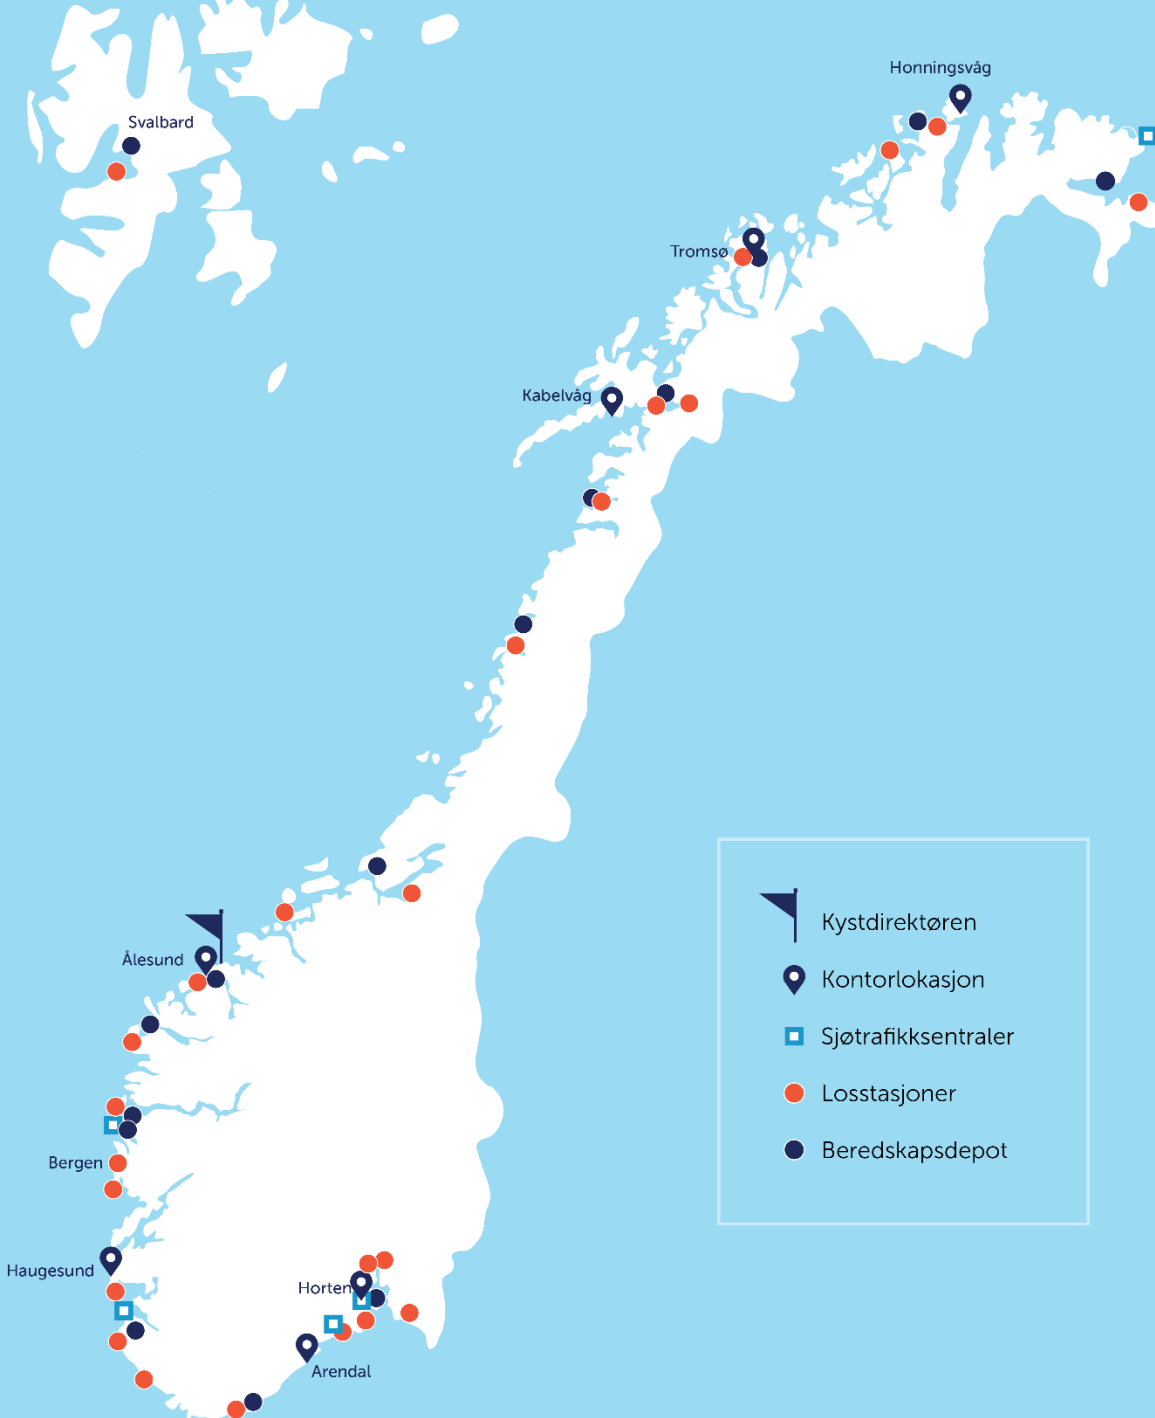 Honningsvåg
Svalbard
Tromsø
Kabelvåg
Ålesund
Bergen
Haugesund
Horten
Arendal
Kystdirektøren
Kontorlokasjon
Sjøtrafikksentraler
Losstasjoner
Beredskapsdepot